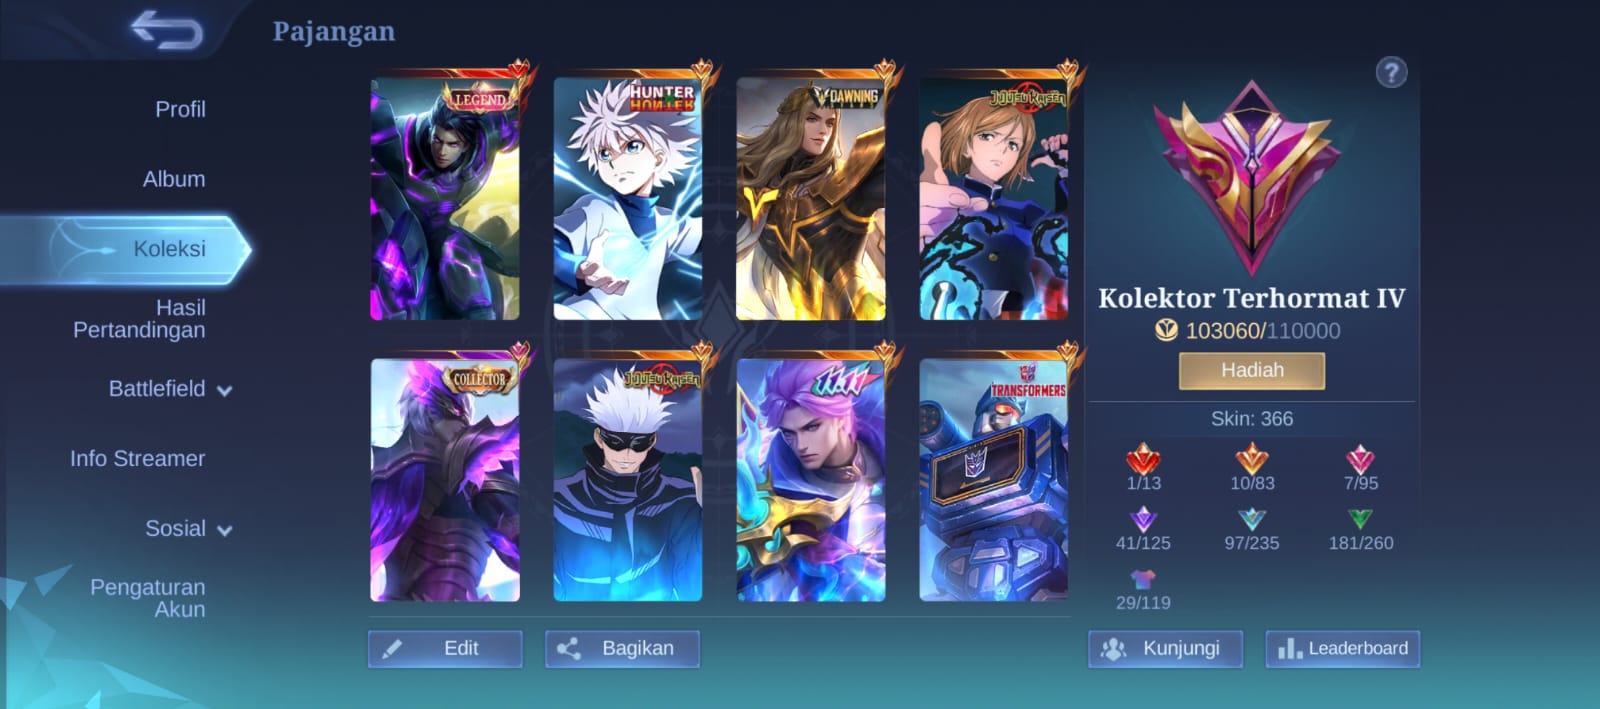 Pajangan
Profil
Album
Koleksi
Hasil
Pertandingan
Battlefield
Info Streamer
Sosial
Pengaturan
Akun
LEGEND
HUNTER
HUNTER
DAWNING
STARS
JUJUTSU KAISEN
COLLECTOR
JUJUTSU KAISEN
11.11
TRANSFORMERS
Edit
Bagikan
?
Kolektor Terhormat IV
103060/110000
Hadiah
Skin: 366
1/13
10/83
7/95
41/125
97/235
181/260
29/119
Kunjungi
Leaderboard